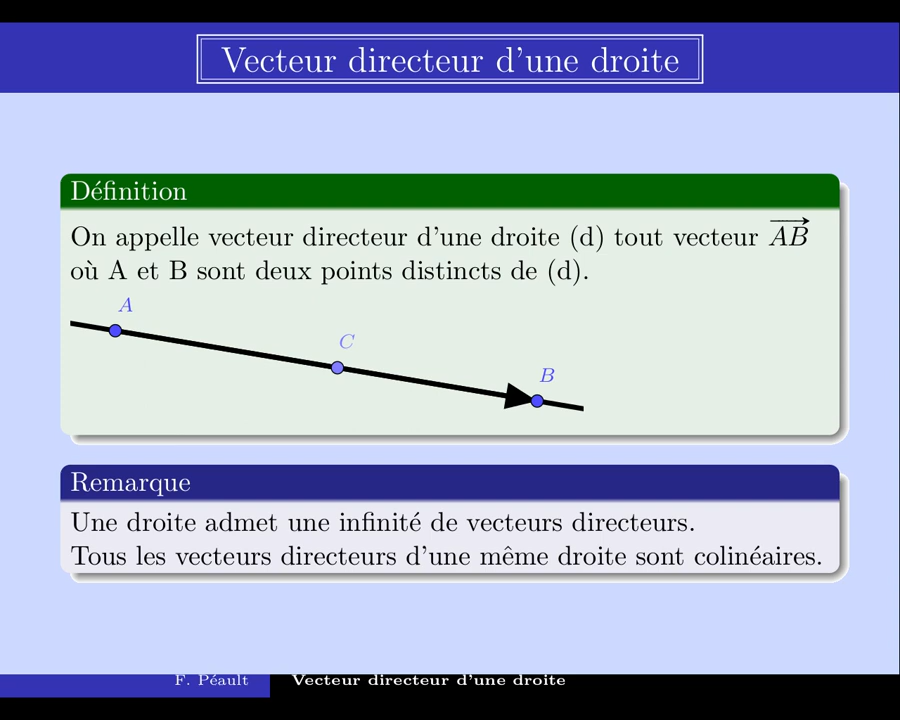 Vecteur directeur d'une droite
Définition
On appelle vecteur directeur d'une droite (d) tout vecteur $\overrightarrow{AB}$
où A et B sont deux points distincts de (d).
A
C
B
Remarque
Une droite admet une infinité de vecteurs directeurs.
Tous les vecteurs directeurs d'une même droite sont colinéaires.
F. Péault Vecteur directeur d'une droite